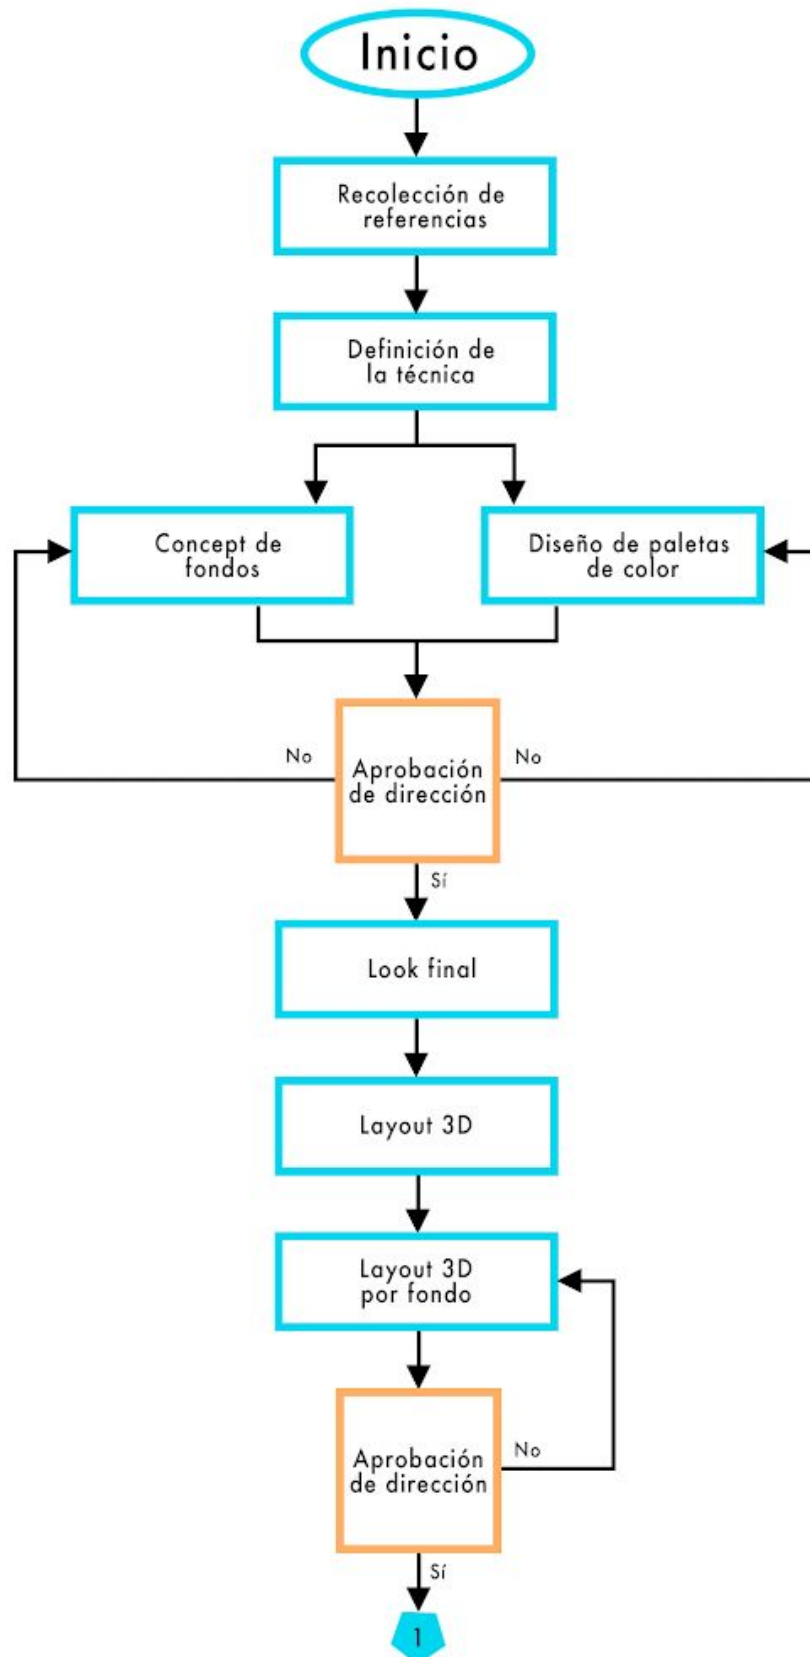 Inicio
Recolección de
referencias
Definición de
la técnica
Concept de
fondos
Diseño de paletas
de color
No
Aprobación
de dirección
No
Sí
Look final
Layout 3D
Layout 3D
por fondo
Aprobación
de dirección
No
Sí
1